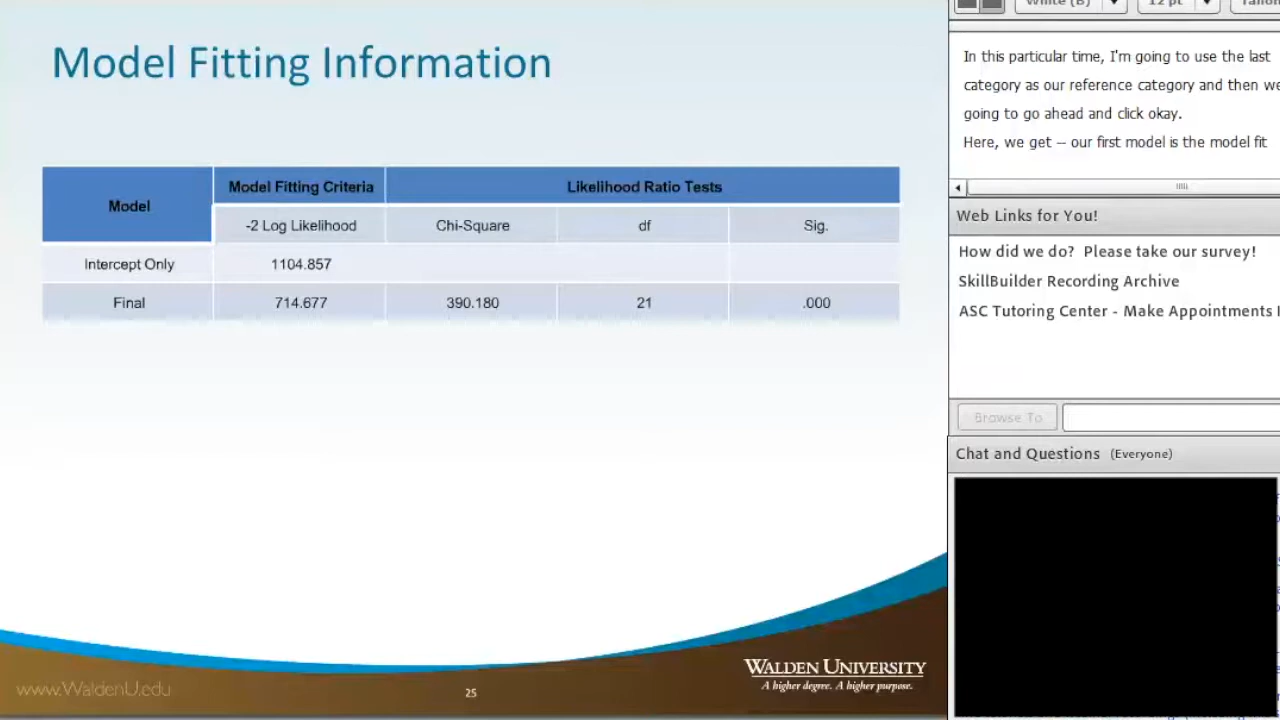 Model Fitting Information
Model
Model Fitting Criteria
Likelihood Ratio Tests
-2 Log Likelihood
Chi-Square
df
Sig.
Intercept Only
1104.857
Final
714.677
390.180
21
.000
www.WaldenU.edu
25
WALDEN UNIVERSITY
A higher degree. A higher purpose.
White (B)
12 pt
In this particular time, I'm going to use the last
category as our reference category and then we
going to go ahead and click okay.
Here, we get -- our first model is the model fit
Web Links for You!
How did we do? Please take our survey!
SkillBuilder Recording Archive
ASC Tutoring Center - Make Appointments
Browse To
Chat and Questions (Everyone)